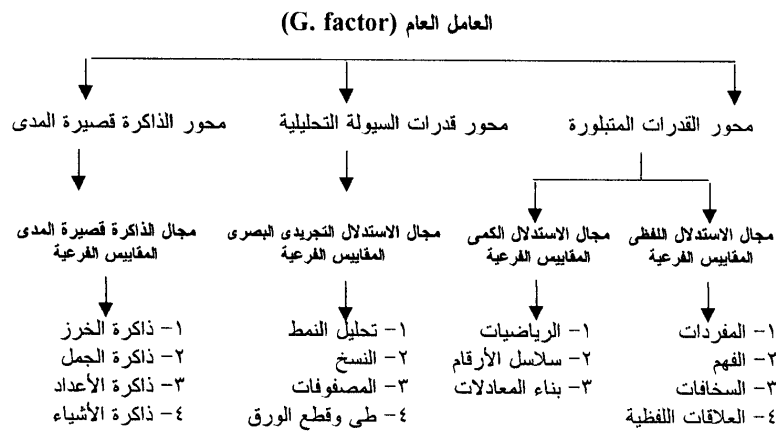 العامل العام (G. factor)
محور القدرات المتبلورة
محور قدرات السيولة التحليلية
محور الذاكرة قصيرة المدى
مجال الاستدلال اللفظى
المقاييس الفرعية
١- المفردات
٢- الفهم
٣- السخافات
٤- العلاقات اللفظية
مجال الاستدلال الكمى
المقاييس الفرعية
١- الرياضيات
٢- سلاسل الأرقام
٣- بناء المعادلات
مجال الاستدلال التجريدى البصرى
المقاييس الفرعية
١- تحليل النمط
٢- النسخ
٣- المصفوفات
٤- طى وقطع الورق
مجال الذاكرة قصيرة المدى
المقاييس الفرعية
١- ذاكرة الخرز
٢- ذاكرة الجمل
٣- ذاكرة الأعداد
٤- ذاكرة الأشياء